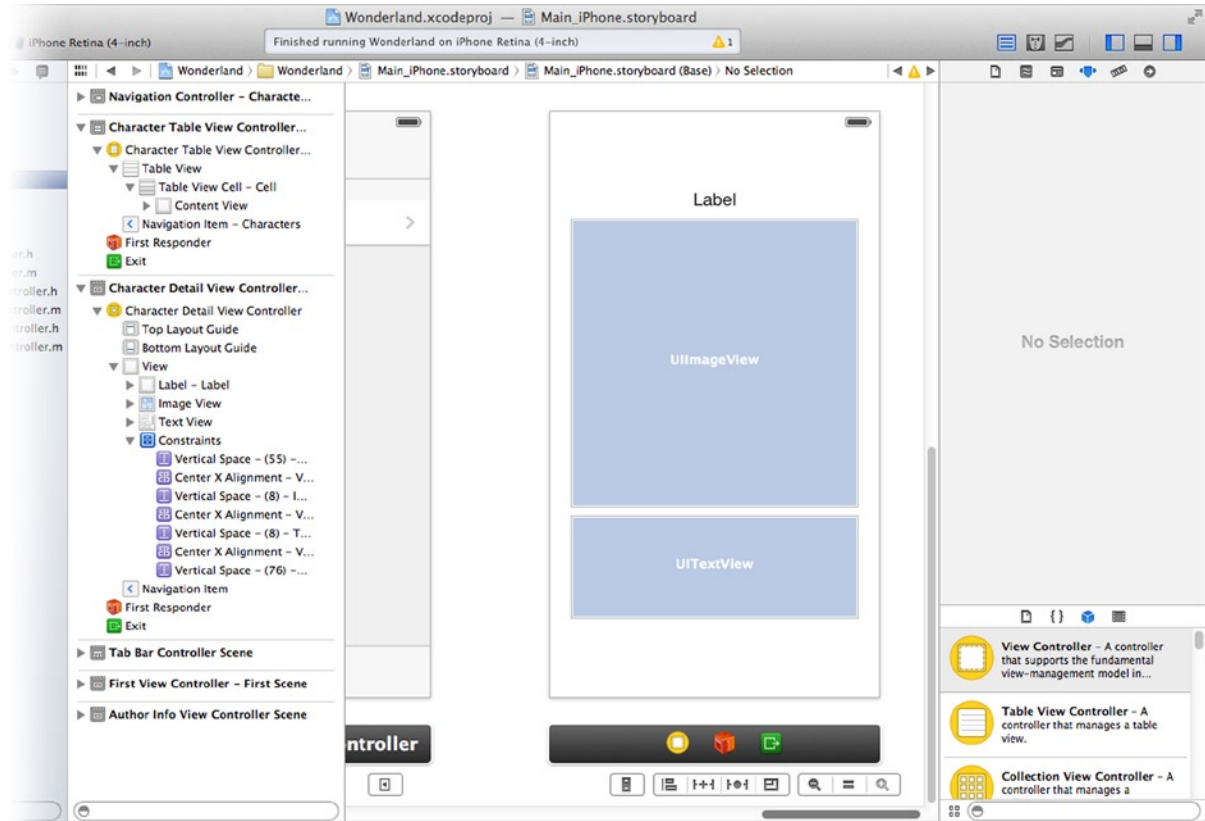 Wonderland.xcodeproj — Main_iPhone.storyboard
iPhone Retina (4-inch)
Finished running Wonderland on iPhone Retina (4-inch)
1
Wonderland
Wonderland
Main_iPhone.storyboard
Main_iPhone.storyboard (Base)
No Selection
Navigation Controller – Characte...
Character Table View Controller...
Character Table View Controller...
Table View
Table View Cell – Cell
Content View
Navigation Item – Characters
First Responder
Exit
er.h
er.m
troller.h
troller.m
troller.h
troller.m
Character Detail View Controller...
Character Detail View Controller
Top Layout Guide
Bottom Layout Guide
View
Label – Label
Image View
Text View
Constraints
Vertical Space – (55) –...
Center X Alignment – V...
Vertical Space – (8) – I...
Center X Alignment – V...
Vertical Space – (8) – T...
Center X Alignment – V...
Vertical Space – (76) –...
Navigation Item
First Responder
Exit
Tab Bar Controller Scene
First View Controller – First Scene
Author Info View Controller Scene
ntroller
Label
UIImageView
UITextView
No Selection
View Controller – A controller
that supports the fundamental
view-management model in...
Table View Controller – A
controller that manages a table
view.
Collection View Controller – A
controller that manages a